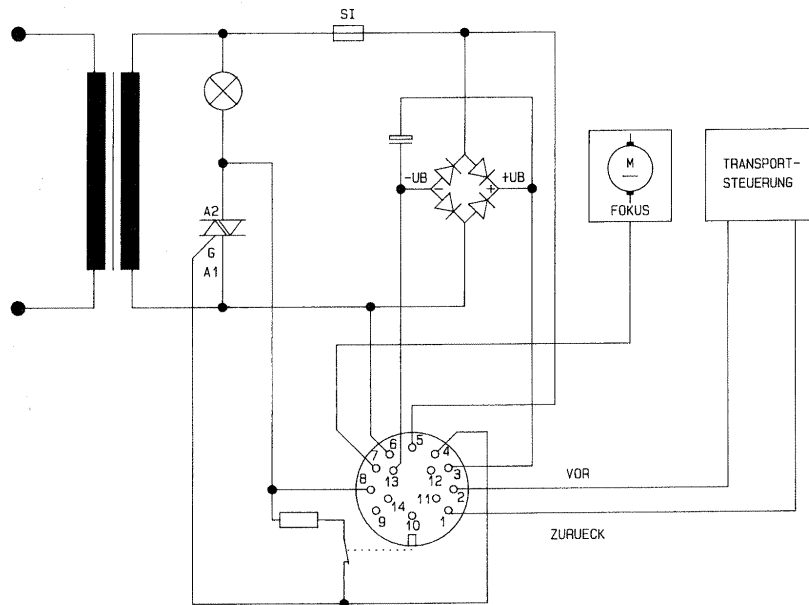 SI
M
FOKUS
TRANSPORT-
STEUERUNG
-UB
+UB
-
+
A2
G
A1
5
6
4
7
3
13
12
8
2
14
11
9
1
10
VOR
ZURUECK